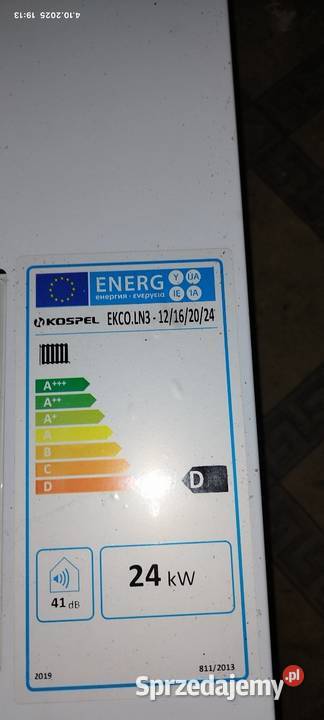 4.10.2025 19:13
ENERG Y UA
енергия · ενεργεια IE IA
KOSPEL EKCO.LN3 - 12/16/20/24
A+++
A++
A+
A
B
C
D
D
41 dB
24 kW
2019 811/2013
Sprzedajemy.pl